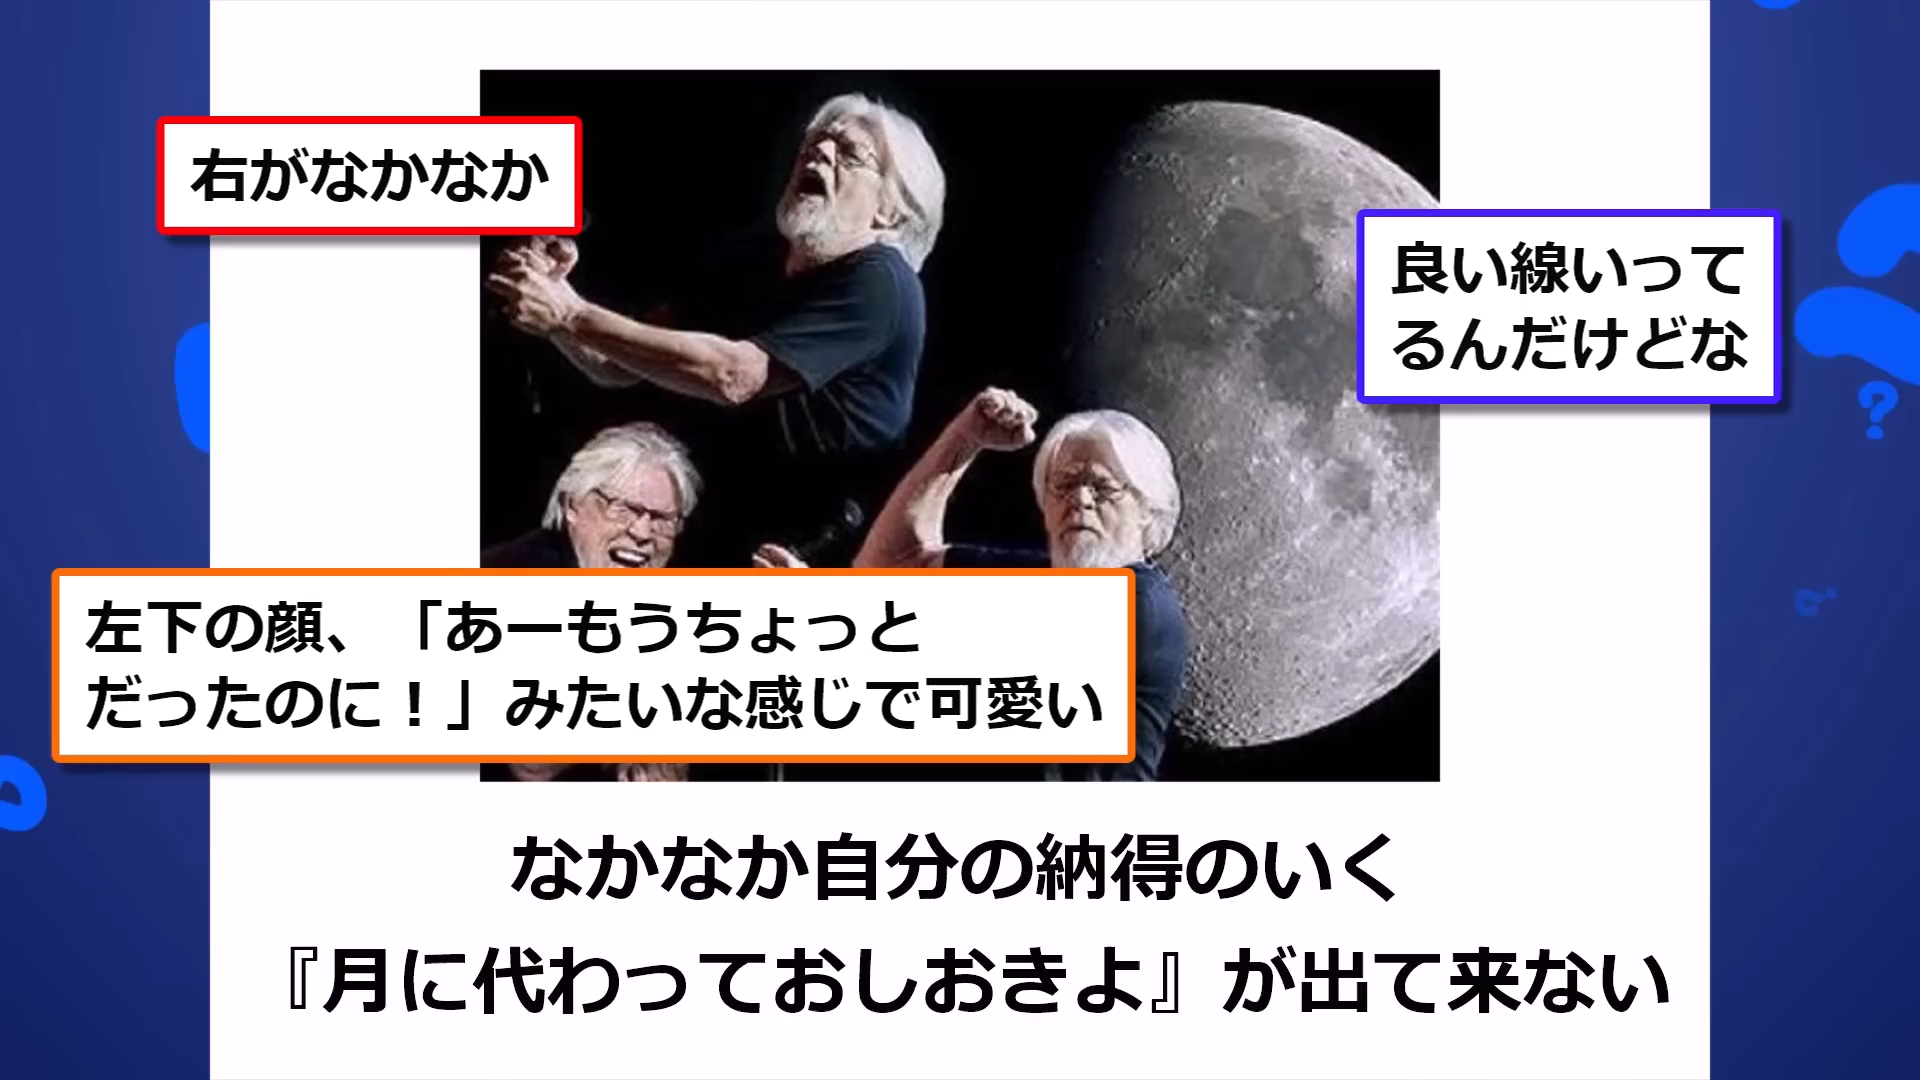 右がなかなか
良い線いって
るんだけどな
左下の顔、「あーもうちょっと
だったのに！」みたいな感じで可愛い
なかなか自分の納得のいく
『月に代わっておしおきよ』が出て来ない